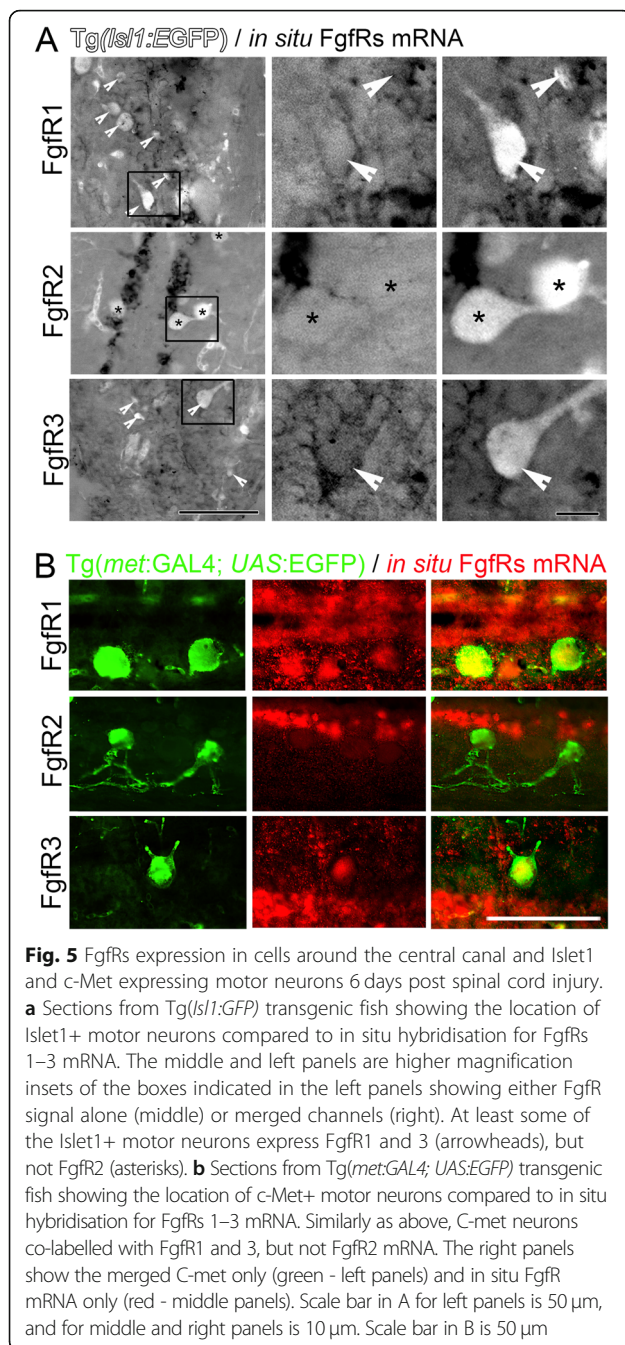 A Tg(Isl1:EGFP) / in situ FgfRs mRNA
FgfR1
FgfR2
* * * * * * * *
FgfR3
B Tg(met:GAL4; UAS:EGFP) / in situ FgfRs mRNA
FgfR1
FgfR2
FgfR3
Fig. 5 FgfRs expression in cells around the central canal and Islet1
and c-Met expressing motor neurons 6 days post spinal cord injury.
a Sections from Tg(Isl1:GFP) transgenic fish showing the location of
Islet1+ motor neurons compared to in situ hybridisation for FgfRs
1–3 mRNA. The middle and left panels are higher magnification
insets of the boxes indicated in the left panels showing either FgfR
signal alone (middle) or merged channels (right). At least some of
the Islet1+ motor neurons express FgfR1 and 3 (arrowheads), but
not FgfR2 (asterisks). b Sections from Tg(met:GAL4; UAS:EGFP) transgenic
fish showing the location of c-Met+ motor neurons compared to in situ
hybridisation for FgfRs 1–3 mRNA. Similarly as above, C-met neurons
co-labelled with FgfR1 and 3, but not FgfR2 mRNA. The right panels
show the merged C-met only (green - left panels) and in situ FgfR
mRNA only (red - middle panels). Scale bar in A for left panels is 50 μm,
and for middle and right panels is 10 μm. Scale bar in B is 50 μm